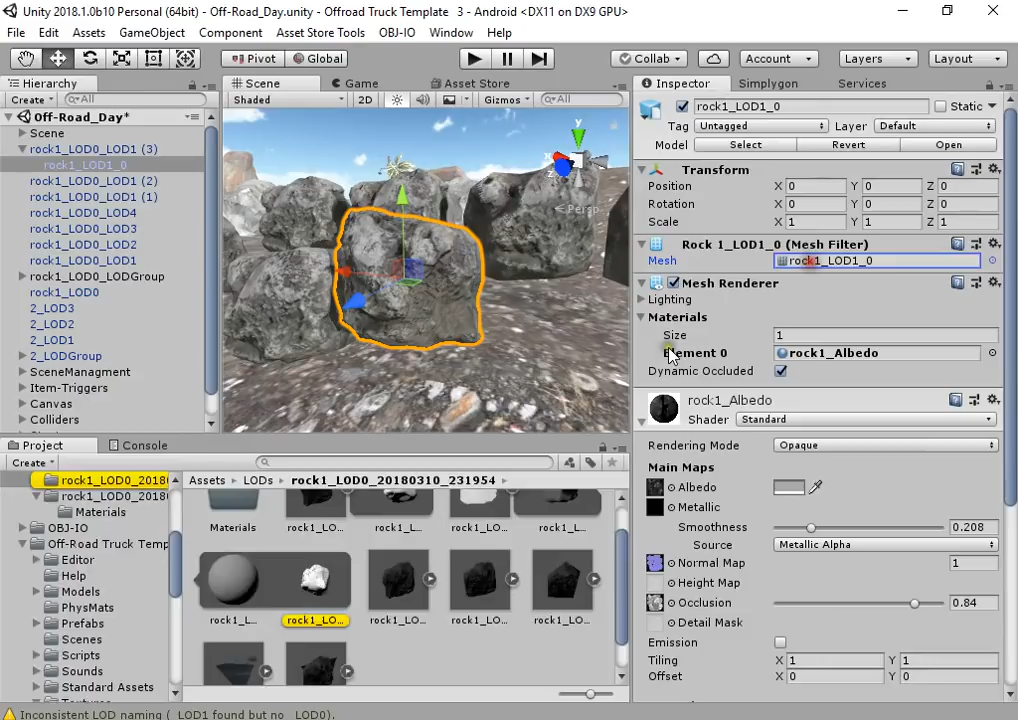 Unity 2018.1.0b10 Personal (64bit) - Off-Road_Day.unity - Offroad Truck Template   3 - Android <DX11 on DX9 GPU>
File Edit Assets GameObject Component Asset Store Tools OBJ-IO Window Help
Pivot Global Collab Account Layers Layout
Hierarchy
Create All
Off-Road_Day*
Scene
rock1_LOD0_LOD1 (3)
rock1_LOD1_0
rock1_LOD0_LOD1 (2)
rock1_LOD0_LOD1 (1)
rock1_LOD0_LOD4
rock1_LOD0_LOD3
rock1_LOD0_LOD2
rock1_LOD0_LOD1
rock1_LOD0_LODGroup
rock1_LOD0
2_LOD3
2_LOD2
2_LOD1
2_LODGroup
SceneManagment
Item-Triggers
Canvas
Colliders
Scene Game Asset Store
Shaded 2D Gizmos All
y
Persp
Inspector Simplygon Services
rock1_LOD1_0 Static
Tag Untagged Layer Default
Model Select Revert Open
Transform
Position X 0 Y 0 Z 0
Rotation X 0 Y 0 Z 0
Scale X 1 Y 1 Z 1
Rock 1_LOD1_0 (Mesh Filter)
Mesh rock1_LOD1_0
Mesh Renderer
Lighting
Materials
Size 1
Element 0 rock1_Albedo
Dynamic Occluded
rock1_Albedo
Shader Standard
Rendering Mode Opaque
Main Maps
Albedo
Metallic
Smoothness 0.208
Source Metallic Alpha
Normal Map 1
Height Map
Occlusion 0.84
Detail Mask
Emission
Tiling X 1 Y 1
Offset X 0 Y 0
Project Console
Create
rock1_LOD0_2018
rock1_LOD0_2018
Materials
OBJ-IO
Off-Road Truck Temp
Editor
Help
Models
PhysMats
Prefabs
Scenes
Scripts
Sounds
Standard Assets
Assets LODs rock1_LOD0_20180310_231954
Materials rock1_LO... rock1_L... rock1_LO... rock1_L...
rock1_L... rock1_LO... rock1_LO... rock1_LO... rock1_LO...
Inconsistent LOD naming (_LOD1 found but no _LOD0).